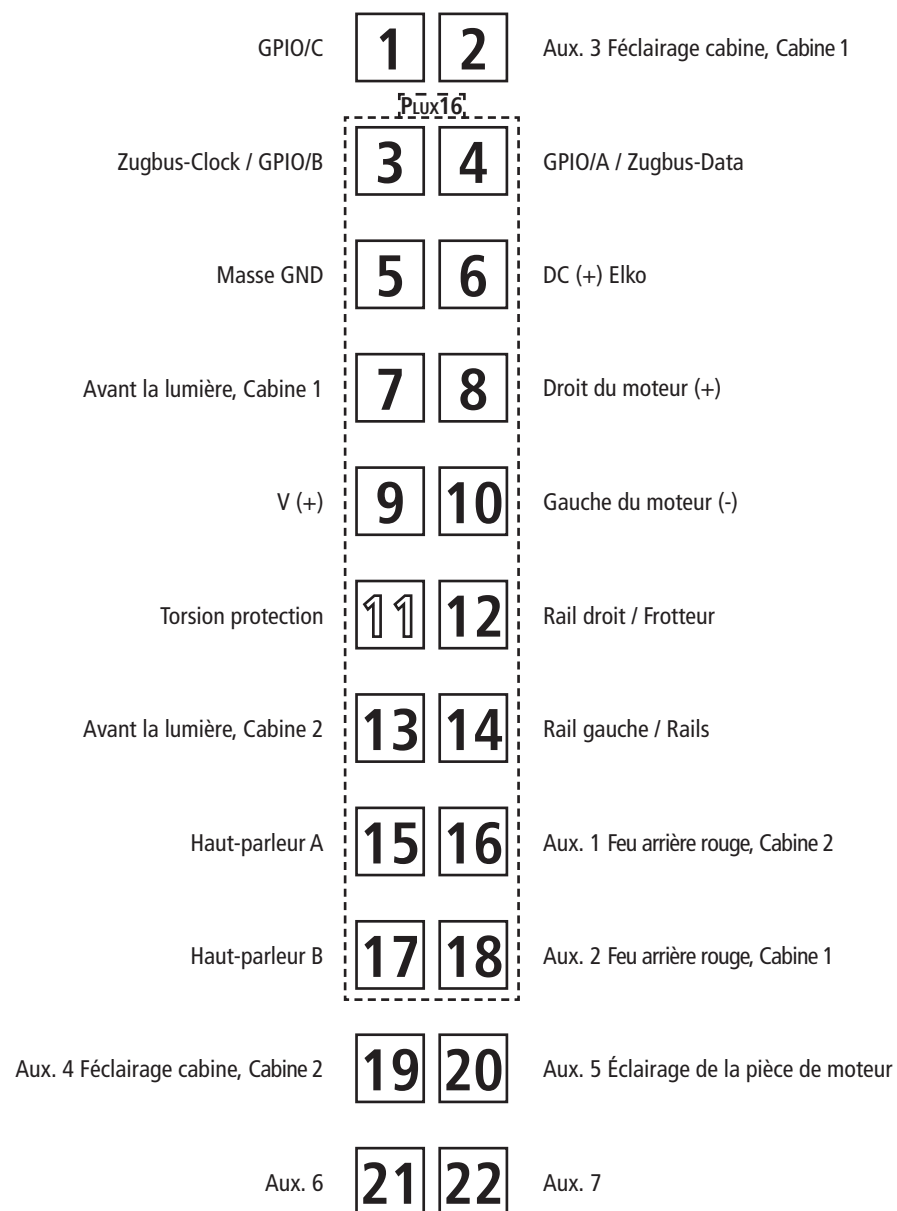 GPIO/C 1 2 Aux. 3 Féclairage cabine, Cabine 1
PLUX16
Zugbus-Clock / GPIO/B 3 4 GPIO/A / Zugbus-Data
Masse GND 5 6 DC (+) Elko
Avant la lumière, Cabine 1 7 8 Droit du moteur (+)
V (+) 9 10 Gauche du moteur (-)
Torsion protection 11 12 Rail droit / Frotteur
Avant la lumière, Cabine 2 13 14 Rail gauche / Rails
Haut-parleur A 15 16 Aux. 1 Feu arrière rouge, Cabine 2
Haut-parleur B 17 18 Aux. 2 Feu arrière rouge, Cabine 1
Aux. 4 Féclairage cabine, Cabine 2 19 20 Aux. 5 Éclairage de la pièce de moteur
Aux. 6 21 22 Aux. 7